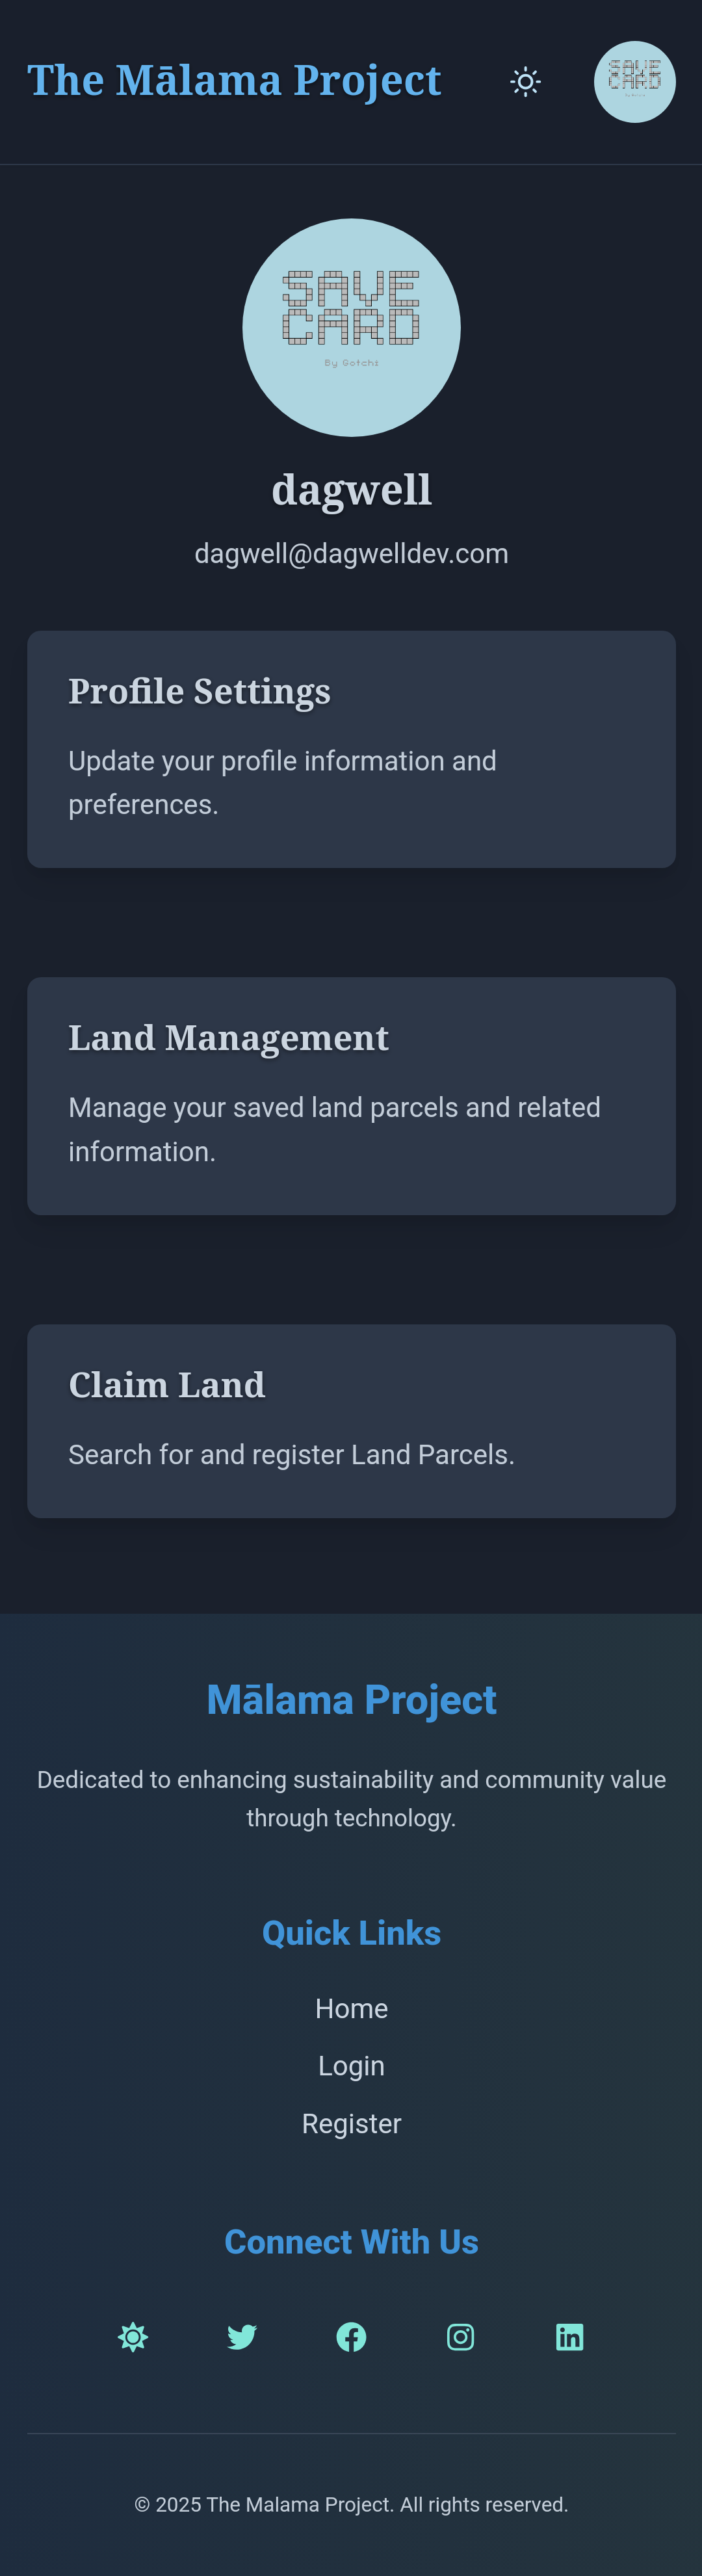 The Mālama Project
SAVE
CARD
SAVE
CARD
By Gotchi
dagwell
dagwell@dagwelldev.com
Profile Settings
Update your profile information and
preferences.
Land Management
Manage your saved land parcels and related
information.
Claim Land
Search for and register Land Parcels.
Mālama Project
Dedicated to enhancing sustainability and community value
through technology.
Quick Links
Home
Login
Register
Connect With Us
© 2025 The Malama Project. All rights reserved.